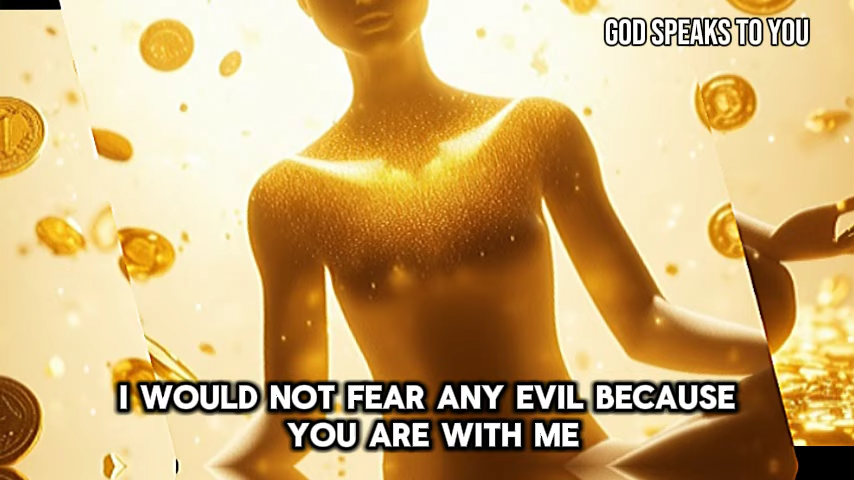 GOD SPEAKS TO YOU
I WOULD NOT FEAR ANY EVIL BECAUSE
YOU ARE WITH ME